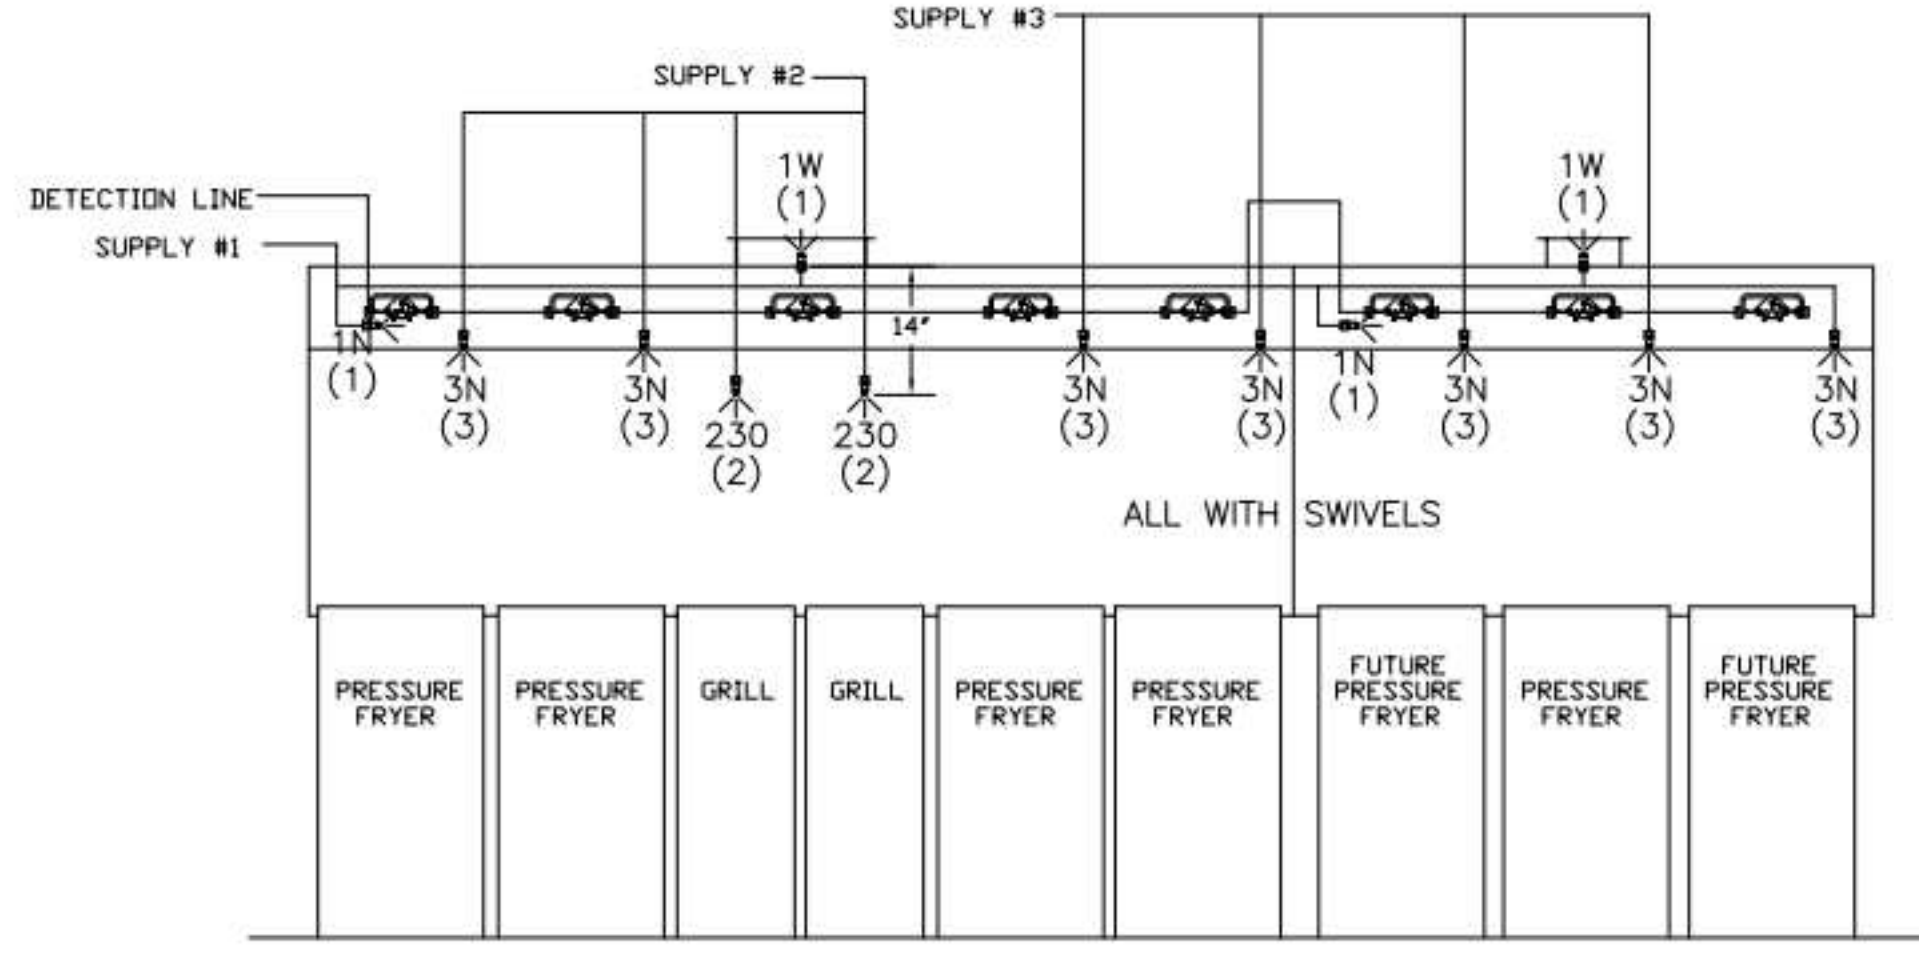 SUPPLY #3
SUPPLY #2
1W
(1)
1W
(1)
DETECTION LINE
SUPPLY #1
14"
1N
(1)
3N
(3)
3N
(3)
230
(2)
230
(2)
3N
(3)
3N
(3)
1N
(1)
3N
(3)
3N
(3)
3N
(3)
ALL WITH SWIVELS
PRESSURE
FRYER
PRESSURE
FRYER
GRILL
GRILL
PRESSURE
FRYER
PRESSURE
FRYER
FUTURE
PRESSURE
FRYER
PRESSURE
FRYER
FUTURE
PRESSURE
FRYER